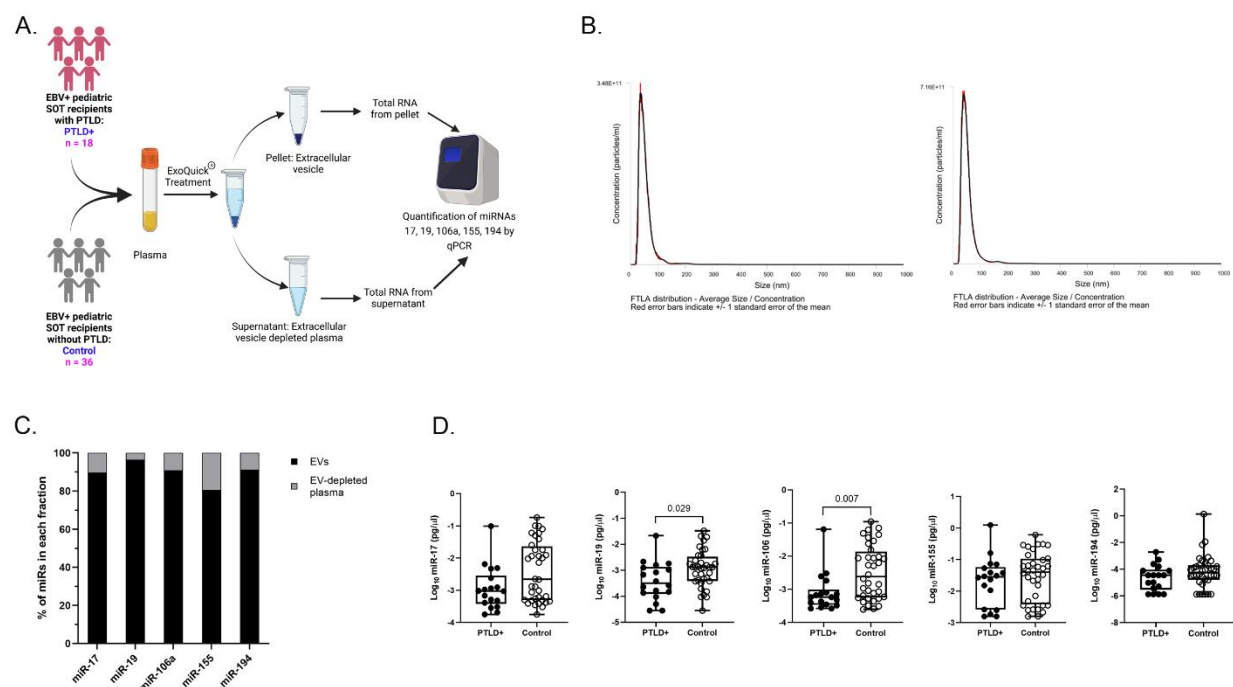 A.
EBV+ pediatric
SOT recipients
with PTLD:
PTLD+
n = 18
EBV+ pediatric
SOT recipients
without PTLD:
Control
n = 36
Plasma
ExoQuick®
Treatment
Pellet: Extracellular
vesicle
Supernatant: Extracellular
vesicle depleted plasma
Total RNA
from pellet
Total RNA from
supernatant
Quantification of miRNAs
17, 19, 106a, 155, 194 by
qPCR
B.
3.48E+11
Concentration (particles/ml)
0 100 200 300 400 500 600 700 800 900 1000
Size (nm)
FTLA distribution - Average Size / Concentration
Red error bars indicate +/- 1 standard error of the mean
7.16E+11
Concentration (particles/ml)
0 100 200 300 400 500 600 700 800 900 1000
Size (nm)
FTLA distribution - Average Size / Concentration
Red error bars indicate +/- 1 standard error of the mean
C.
% of miRs in each fraction
100
80
60
40
20
0
miR-17
miR-19
miR-106a
miR-155
miR-194
EVs
EV-depleted
plasma
D.
Log10 miR-17 (pg/µl)
0
-1
-2
-3
-4
PTLD+ Control
Log10 miR-19 (pg/µl)
0
-1
-2
-3
-4
-5
0.029
PTLD+ Control
Log10 miR-106 (pg/µl)
0
-1
-2
-3
-4
0.007
PTLD+ Control
Log10 miR-155 (pg/µl)
1
0
-1
-2
-3
PTLD+ Control
Log10 miR-194 (pg/µl)
2
0
-2
-4
-6
-8
PTLD+ Control